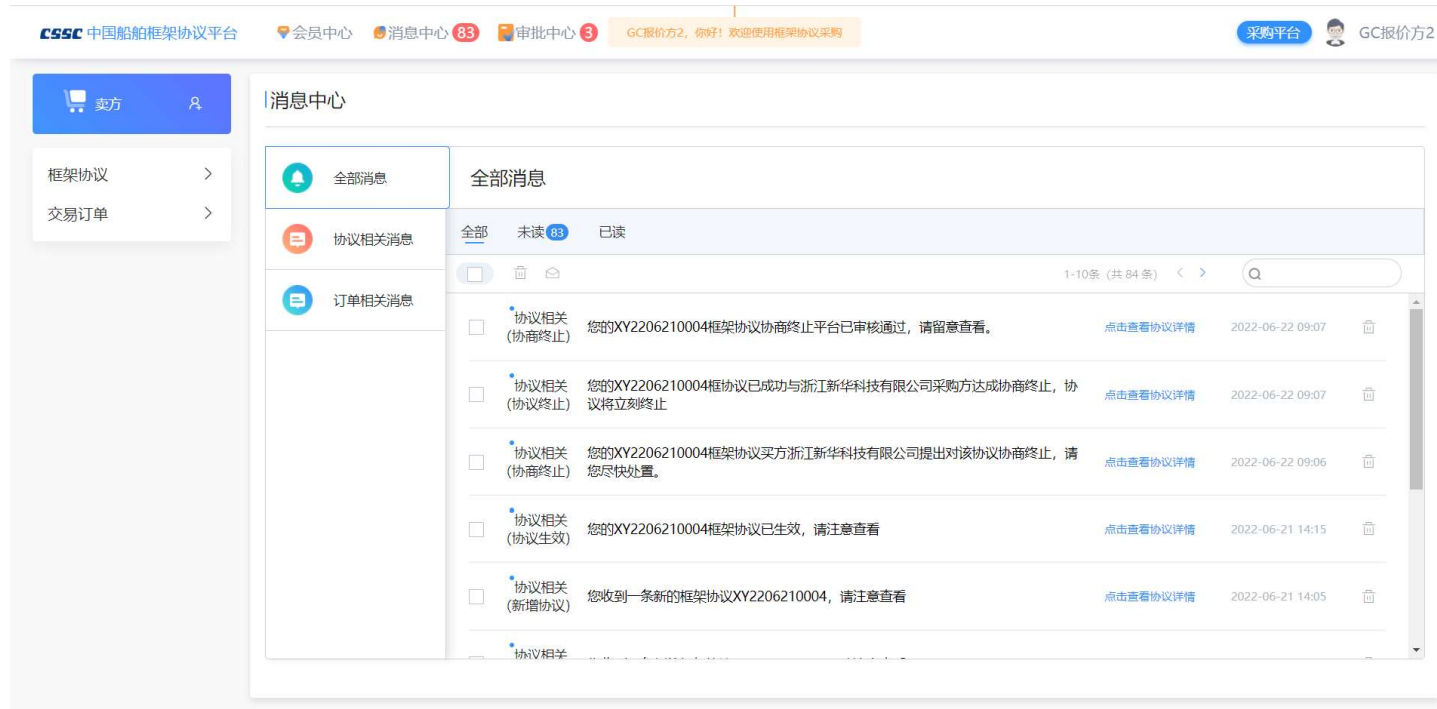 CSSC 中国船舶框架协议平台 会员中心 消息中心 83 审批中心 3 GC报价方2，你好！欢迎使用框架协议采购 采购平台 GC报价方2
卖方
消息中心
框架协议
交易订单
全部消息
协议相关消息
订单相关消息
全部消息
全部 未读 83 已读
1-10条 (共 84 条)
协议相关
(协商终止)
您的XY2206210004框架协议协商终止平台已审核通过，请留意查看。
点击查看协议详情 2022-06-22 09:07
协议相关
(协议终止)
您的XY2206210004框协议已成功与浙江新华科技有限公司采购方达成协商终止，协
议将立刻终止
点击查看协议详情 2022-06-22 09:07
协议相关
(协商终止)
您的XY2206210004框架协议买方浙江新华科技有限公司提出对该协议协商终止，请
您尽快处置。
点击查看协议详情 2022-06-22 09:06
协议相关
(协议生效)
您的XY2206210004框架协议已生效，请注意查看
点击查看协议详情 2022-06-21 14:15
协议相关
(新增协议)
您收到一条新的框架协议XY2206210004，请注意查看
点击查看协议详情 2022-06-21 14:05
协议相关